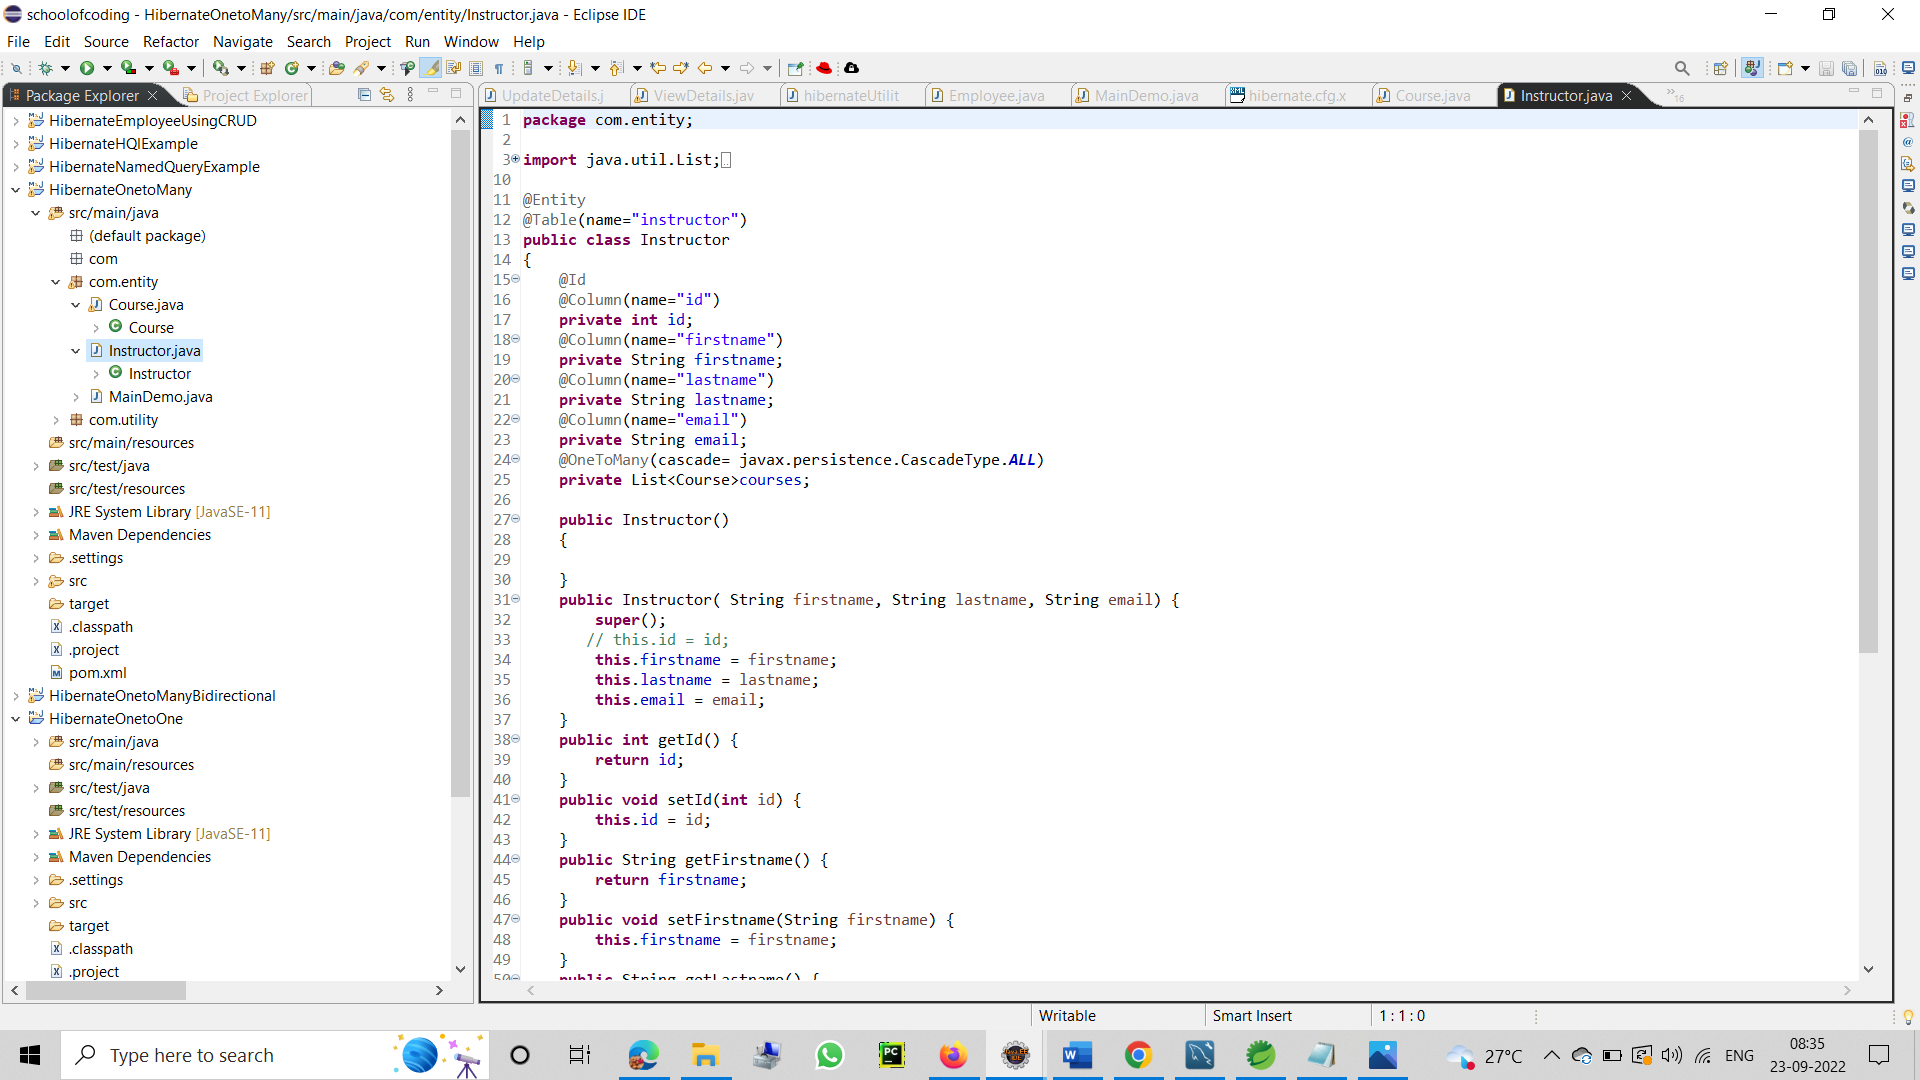 schoolofcoding - HibernateOnetoMany/src/main/java/com/entity/Instructor.java - Eclipse IDE
File Edit Source Refactor Navigate Search Project Run Window Help
Package Explorer Project Explorer
UpdateDetails.j ViewDetails.jav hibernateUtilit Employee.java MainDemo.java hibernate.cfg.x Course.java Instructor.java 16
HibernateEmployeeUsingCRUD
HibernateHQlExample
HibernateNamedQueryExample
HibernateOnetoMany
src/main/java
(default package)
com
com.entity
Course.java
Course
Instructor.java
Instructor
MainDemo.java
com.utility
src/main/resources
src/test/java
src/test/resources
JRE System Library [JavaSE-11]
Maven Dependencies
.settings
src
target
.classpath
.project
pom.xml
HibernateOnetoManyBidirectional
HibernateOnetoOne
src/main/java
src/main/resources
src/test/java
src/test/resources
JRE System Library [JavaSE-11]
Maven Dependencies
.settings
src
target
.classpath
.project
1 package com.entity;
2
3 import java.util.List;
10
11 @Entity
12 @Table(name="instructor")
13 public class Instructor
14 {
15 @Id
16 @Column(name="id")
17 private int id;
18 @Column(name="firstname")
19 private String firstname;
20 @Column(name="lastname")
21 private String lastname;
22 @Column(name="email")
23 private String email;
24 @OneToMany(cascade= javax.persistence.CascadeType.ALL)
25 private List<Course>courses;
26
27 public Instructor()
28 {
29
30 }
31 public Instructor( String firstname, String lastname, String email) {
32 super();
33 // this.id = id;
34 this.firstname = firstname;
35 this.lastname = lastname;
36 this.email = email;
37 }
38 public int getId() {
39 return id;
40 }
41 public void setId(int id) {
42 this.id = id;
43 }
44 public String getFirstname() {
45 return firstname;
46 }
47 public void setFirstname(String firstname) {
48 this.firstname = firstname;
49 }
50 public String getLastname() {
Writable Smart Insert 1 : 1 : 0
Type here to search
27°C ENG 08:35
23-09-2022